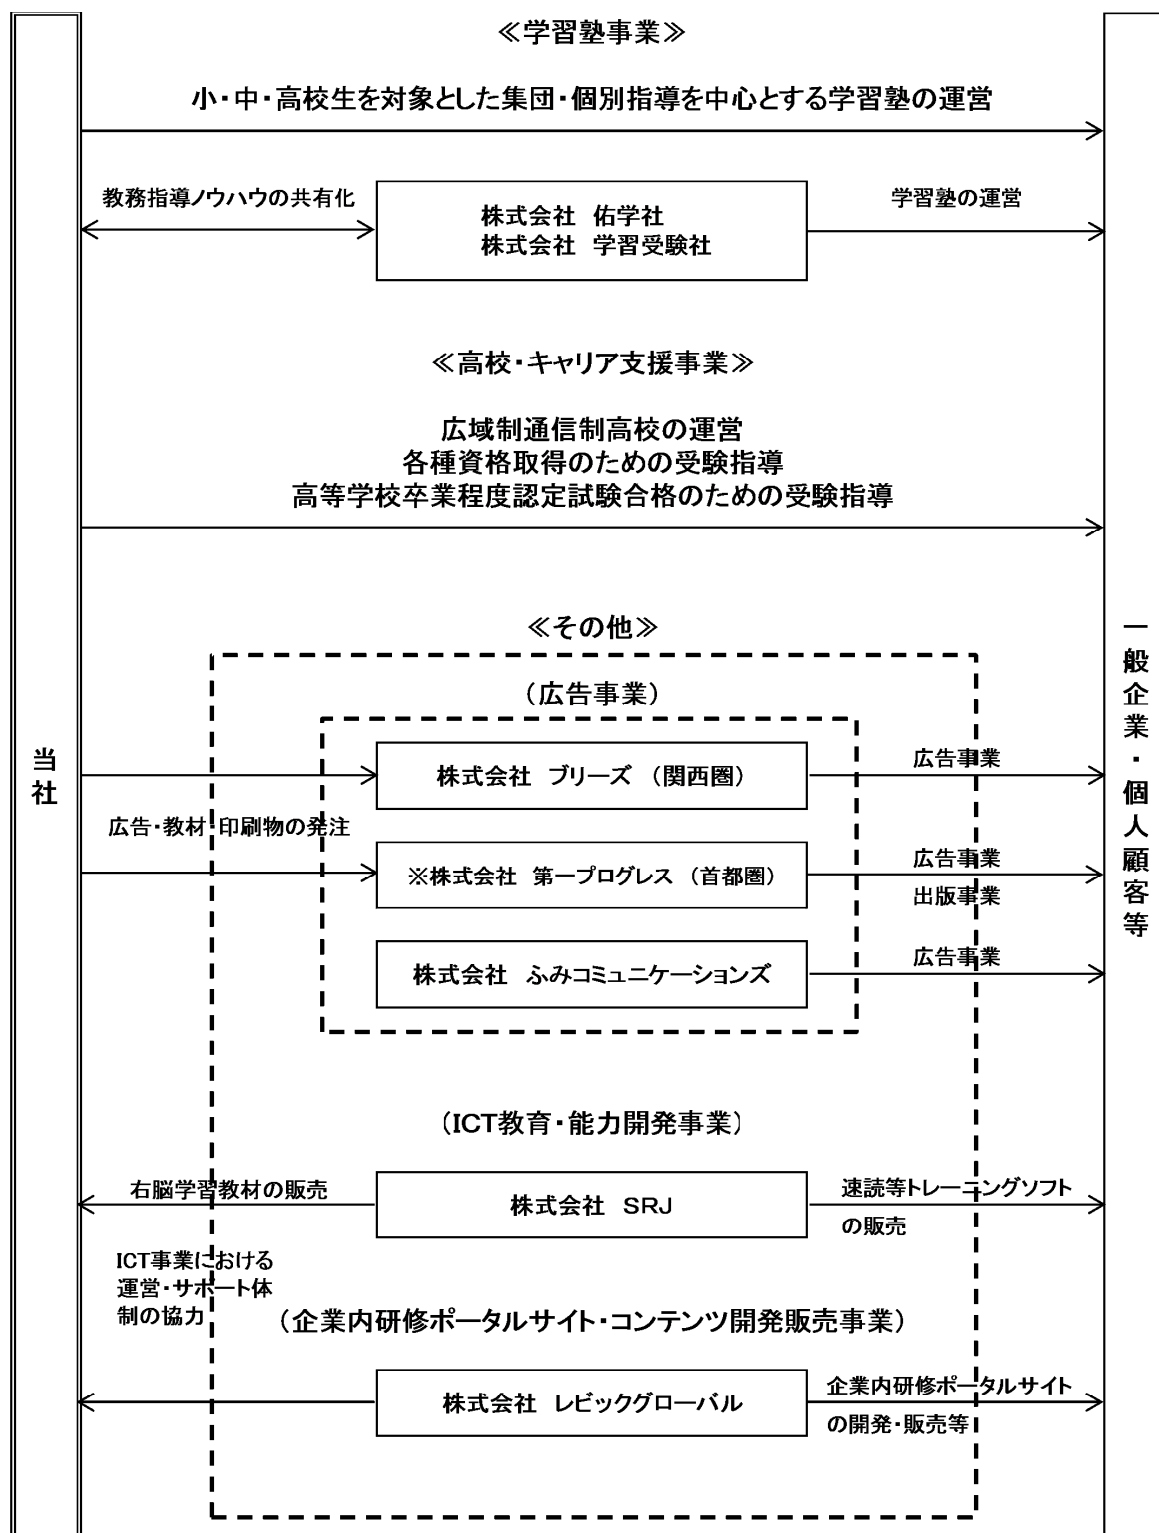 ≪学習塾事業≫
小・中・高校生を対象とした集団・個別指導を中心とする学習塾の運営
教務指導ノウハウの共有化
株式会社　佑学社
株式会社　学習受験社
学習塾の運営
≪高校・キャリア支援事業≫
広域制通信制高校の運営
各種資格取得のための受験指導
高等学校卒業程度認定試験合格のための受験指導
≪その他≫
（広告事業）
当社
一般企業・個人顧客等
株式会社　ブリーズ　（関西圏）
広告事業
広告・教材・印刷物の発注
※株式会社　第一プログレス　（首都圏）
広告事業
出版事業
株式会社　ふみコミュニケーションズ
広告事業
（ICT教育・能力開発事業）
右脳学習教材の販売
株式会社　SRJ
速読等トレーニングソフト
の販売
ICT事業における
運営・サポート体
制の協力
（企業内研修ポータルサイト・コンテンツ開発販売事業）
株式会社　レビックグローバル
企業内研修ポータルサイト
の開発・販売等